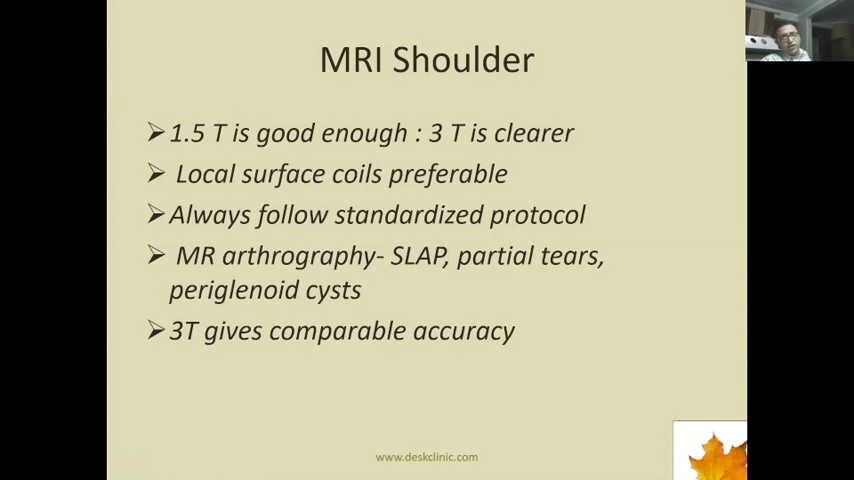 MRI Shoulder
➢1.5 T is good enough : 3 T is clearer
➢ Local surface coils preferable
➢Always follow standardized protocol
➢ MR arthrography- SLAP, partial tears,
periglenoid cysts
➢3T gives comparable accuracy
www.deskclinic.com